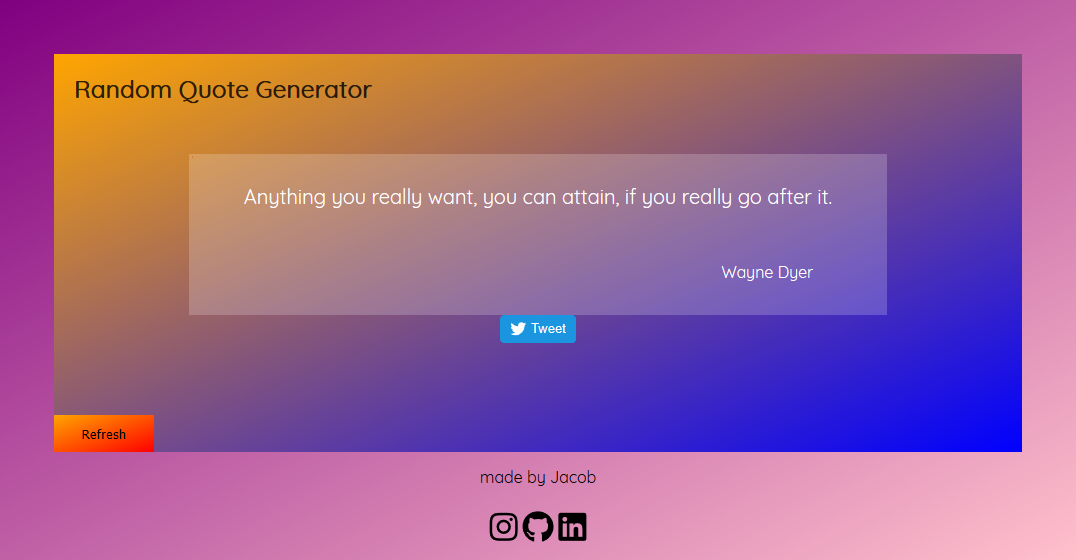 Random Quote Generator
Anything you really want, you can attain, if you really go after it.
Wayne Dyer
Tweet
Refresh
made by Jacob
in